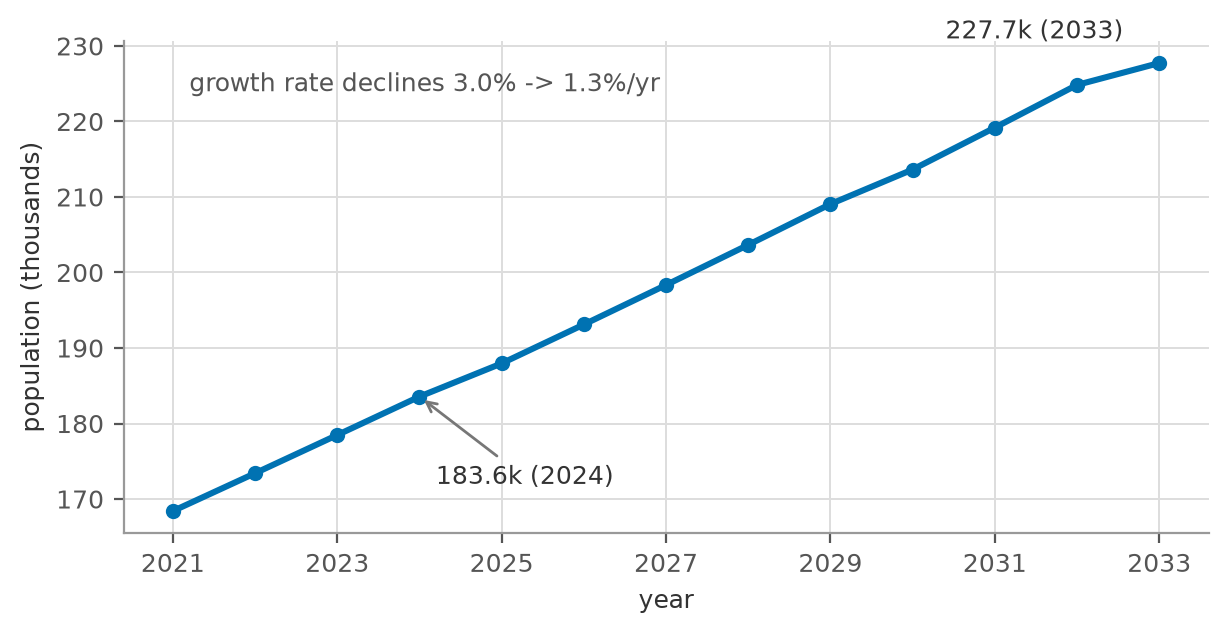 227.7k (2033)
230
growth rate declines 3.0% -> 1.3%/yr
220
210
200
190
180
170
population (thousands)
183.6k (2024)
2021 2023 2025 2027 2029 2031 2033
year